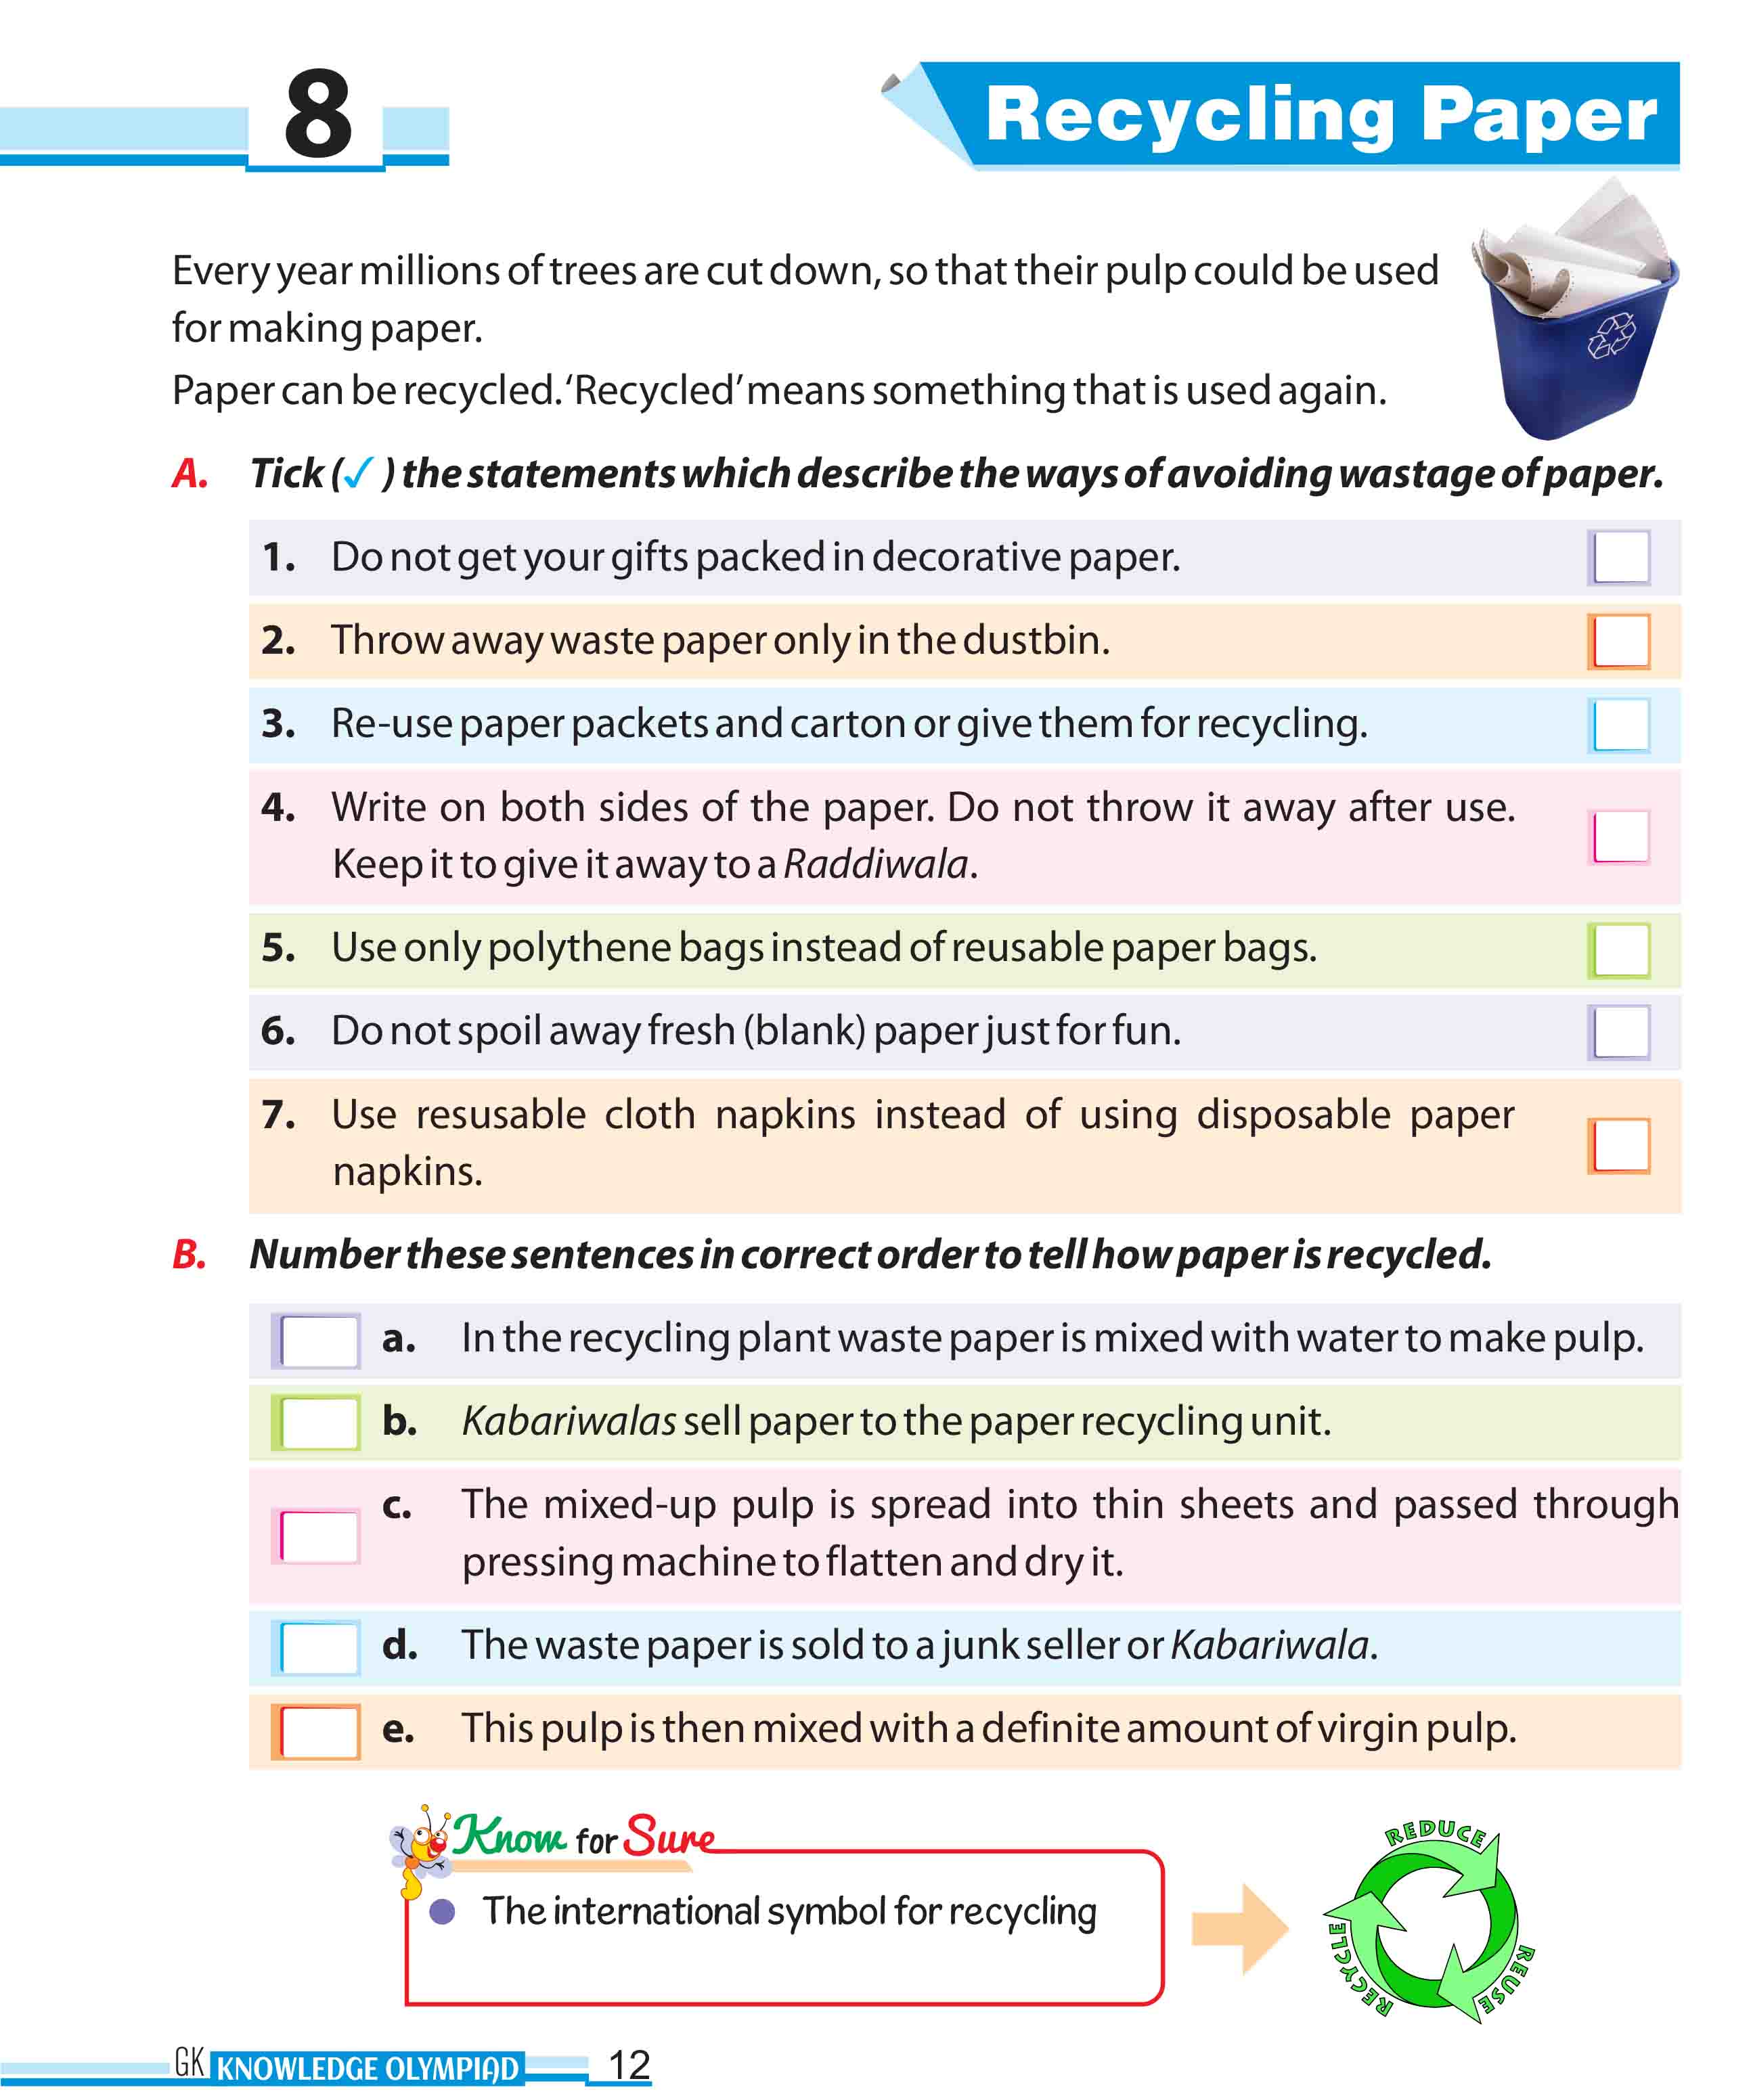 8
Recycling Paper
Every year millions of trees are cut down, so that their pulp could be used
for making paper.
Paper can be recycled. ‘Recycled’ means something that is used again.
A. Tick (✓) the statements which describe the ways of avoiding wastage of paper.
1. Do not get your gifts packed in decorative paper.
2. Throw away waste paper only in the dustbin.
3. Re-use paper packets and carton or give them for recycling.
4. Write on both sides of the paper. Do not throw it away after use.
Keep it to give it away to a Raddiwala.
5. Use only polythene bags instead of reusable paper bags.
6. Do not spoil away fresh (blank) paper just for fun.
7. Use resusable cloth napkins instead of using disposable paper
napkins.
B. Number these sentences in correct order to tell how paper is recycled.
a. In the recycling plant waste paper is mixed with water to make pulp.
b. Kabariwalas sell paper to the paper recycling unit.
c. The mixed-up pulp is spread into thin sheets and passed through
pressing machine to flatten and dry it.
d. The waste paper is sold to a junk seller or Kabariwala.
e. This pulp is then mixed with a definite amount of virgin pulp.
Know for Sure
● The international symbol for recycling
REDUCE
REUSE
RECYCLE
GK KNOWLEDGE OLYMPIAD 12